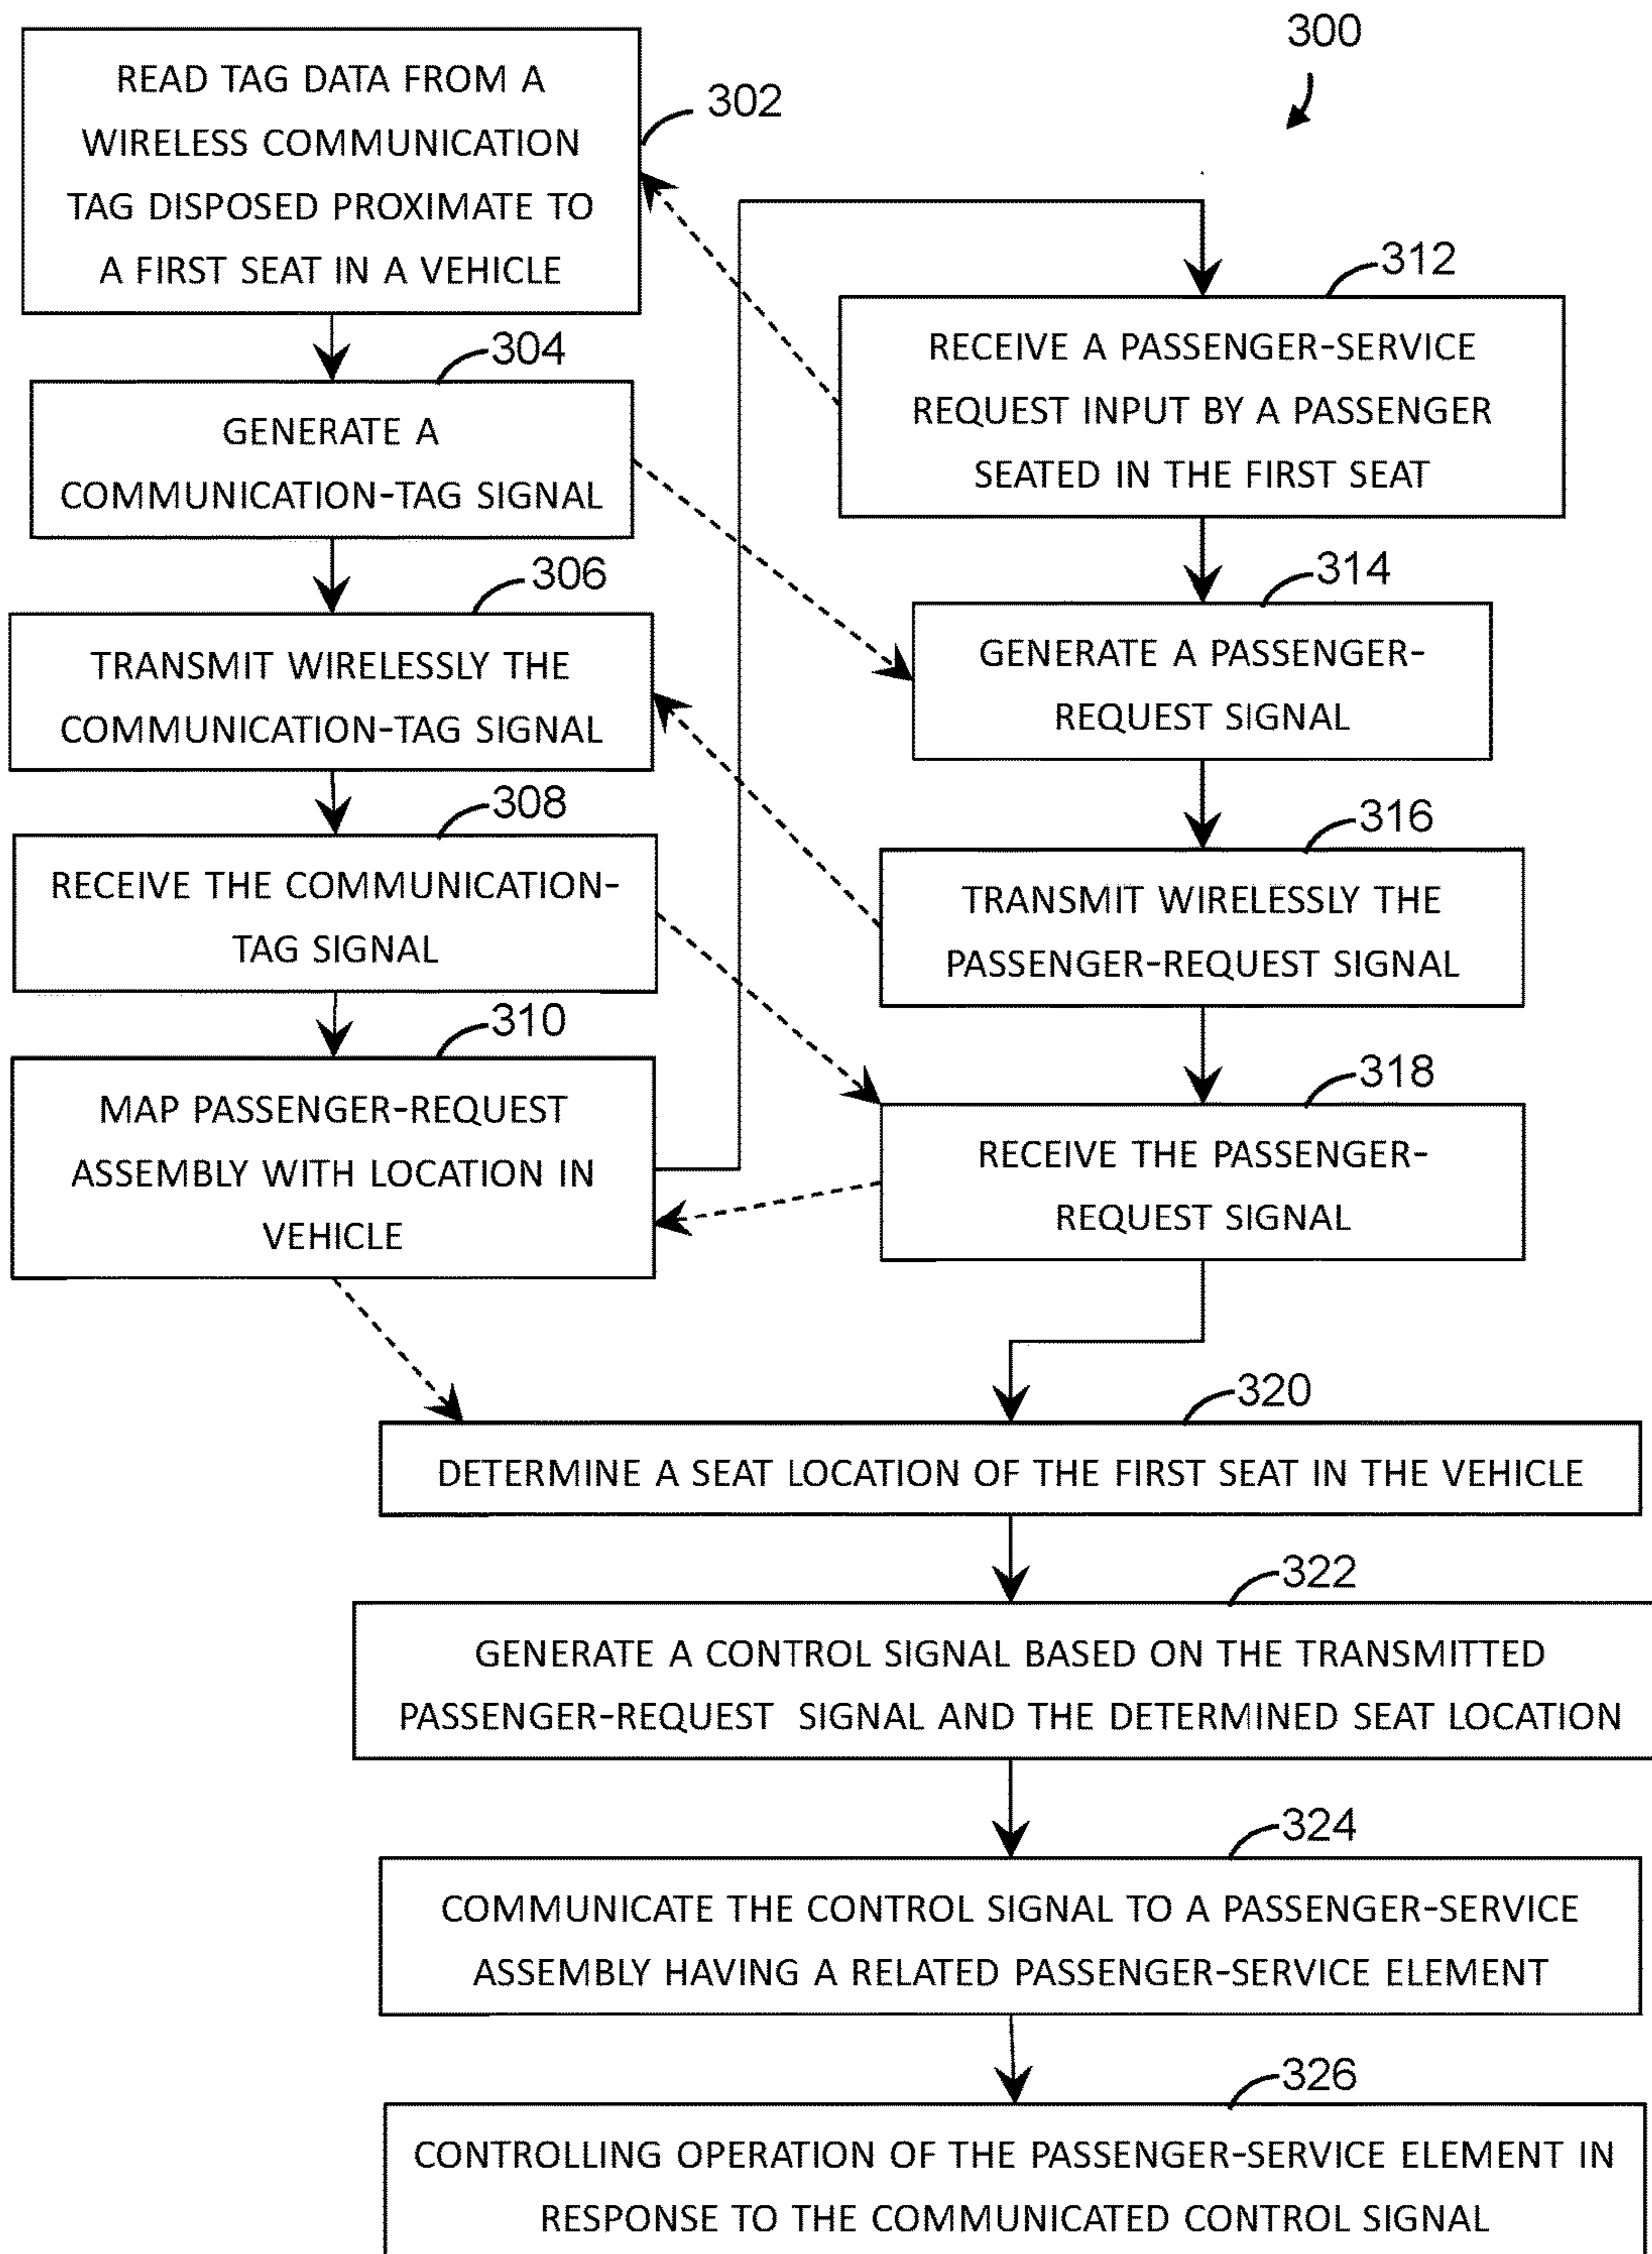 300
READ TAG DATA FROM A
WIRELESS COMMUNICATION
TAG DISPOSED PROXIMATE TO
A FIRST SEAT IN A VEHICLE
302
304
GENERATE A
COMMUNICATION-TAG SIGNAL
306
TRANSMIT WIRELESSLY THE
COMMUNICATION-TAG SIGNAL
308
RECEIVE THE COMMUNICATION-
TAG SIGNAL
310
MAP PASSENGER-REQUEST
ASSEMBLY WITH LOCATION IN
VEHICLE
312
RECEIVE A PASSENGER-SERVICE
REQUEST INPUT BY A PASSENGER
SEATED IN THE FIRST SEAT
314
GENERATE A PASSENGER-
REQUEST SIGNAL
316
TRANSMIT WIRELESSLY THE
PASSENGER-REQUEST SIGNAL
318
RECEIVE THE PASSENGER-
REQUEST SIGNAL
320
DETERMINE A SEAT LOCATION OF THE FIRST SEAT IN THE VEHICLE
322
GENERATE A CONTROL SIGNAL BASED ON THE TRANSMITTED
PASSENGER-REQUEST SIGNAL AND THE DETERMINED SEAT LOCATION
324
COMMUNICATE THE CONTROL SIGNAL TO A PASSENGER-SERVICE
ASSEMBLY HAVING A RELATED PASSENGER-SERVICE ELEMENT
326
CONTROLLING OPERATION OF THE PASSENGER-SERVICE ELEMENT IN
RESPONSE TO THE COMMUNICATED CONTROL SIGNAL